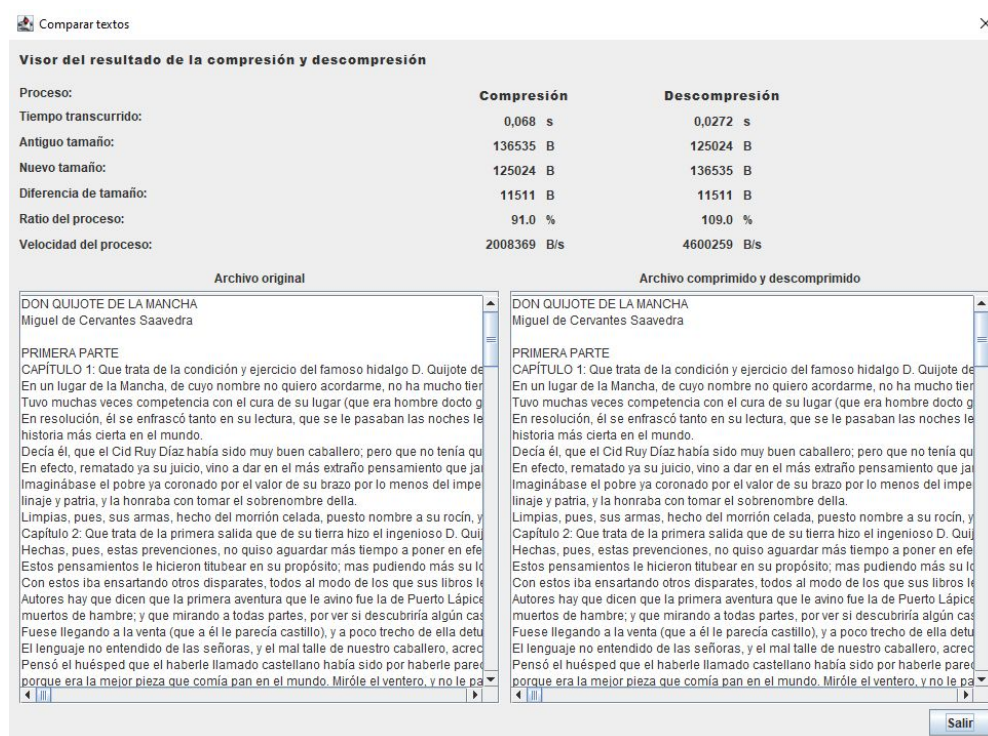 Comparar textos
Visor del resultado de la compresión y descompresión
Proceso: Compresión Descompresión
Tiempo transcurrido: 0,068 s 0,0272 s
Antiguo tamaño: 136535 B 125024 B
Nuevo tamaño: 125024 B 136535 B
Diferencia de tamaño: 11511 B 11511 B
Ratio del proceso: 91.0 % 109.0 %
Velocidad del proceso: 2008369 B/s 4600259 B/s
Archivo original
DON QUIJOTE DE LA MANCHA
Miguel de Cervantes Saavedra
PRIMERA PARTE
CAPÍTULO 1: Que trata de la condición y ejercicio del famoso hidalgo D. Quijote de
En un lugar de la Mancha, de cuyo nombre no quiero acordarme, no ha mucho
Tuvo muchas veces competencia con el cura de su lugar (que era hombre docto g
En resolución, él se enfrascó tanto en su lectura, que se le pasaban las noches le
historia más cierta en el mundo.
Decía él, que el Cid Ruy Díaz había sido muy buen caballero; pero que no tenía qu
En efecto, rematado ya su juicio, vino a dar en el más extraño pensamiento que
Imaginábase el pobre ya coronado por el valor de su brazo por lo menos del impe
linaje y patria, y la honraba con tomar el sobrenombre della.
Limpias, pues, sus armas, hecho del morrión celada, puesto nombre a su rocín, y
Capítulo 2: Que trata de la primera salida que de su tierra hizo el ingenioso D. Quij
Hechas, pues, estas prevenciones, no quiso aguardar más tiempo a poner en efe
Estos pensamientos le hicieron titubear en su propósito; mas pudiendo más su lo
Con estos iba ensartando otros disparates, todos al modo de los que sus libros le
Autores hay que dicen que la primera aventura que le avino fue la de Puerto Lápice
muertos de hambre; y que mirando a todas partes, por ver si descubriría algún cas
Fuese llegando a la venta (que a él le parecía castillo), y a poco trecho de ella detu
El lenguaje no entendido de las señoras, y el mal talle de nuestro caballero, acrec
Pensó el huésped que el haberle llamado castellano había sido por haberle parec
porque era la mejor pieza que comía pan en el mundo. Miróle el ventero, y no le pa
Archivo comprimido y descomprimido
DON QUIJOTE DE LA MANCHA
Miguel de Cervantes Saavedra
PRIMERA PARTE
CAPÍTULO 1: Que trata de la condición y ejercicio del famoso hidalgo D. Quijote de
En un lugar de la Mancha, de cuyo nombre no quiero acordarme, no ha mucho
Tuvo muchas veces competencia con el cura de su lugar (que era hombre docto g
En resolución, él se enfrascó tanto en su lectura, que se le pasaban las noches le
historia más cierta en el mundo.
Decía él, que el Cid Ruy Díaz había sido muy buen caballero; pero que no tenía qu
En efecto, rematado ya su juicio, vino a dar en el más extraño pensamiento que
Imaginábase el pobre ya coronado por el valor de su brazo por lo menos del impe
linaje y patria, y la honraba con tomar el sobrenombre della.
Limpias, pues, sus armas, hecho del morrión celada, puesto nombre a su rocín, y
Capítulo 2: Que trata de la primera salida que de su tierra hizo el ingenioso D. Quij
Hechas, pues, estas prevenciones, no quiso aguardar más tiempo a poner en efe
Estos pensamientos le hicieron titubear en su propósito; mas pudiendo más su lo
Con estos iba ensartando otros disparates, todos al modo de los que sus libros le
Autores hay que dicen que la primera aventura que le avino fue la de Puerto Lápice
muertos de hambre; y que mirando a todas partes, por ver si descubriría algún cas
Fuese llegando a la venta (que a él le parecía castillo), y a poco trecho de ella detu
El lenguaje no entendido de las señoras, y el mal talle de nuestro caballero, acrec
Pensó el huésped que el haberle llamado castellano había sido por haberle parec
porque era la mejor pieza que comía pan en el mundo. Miróle el ventero, y no le pa
Salir